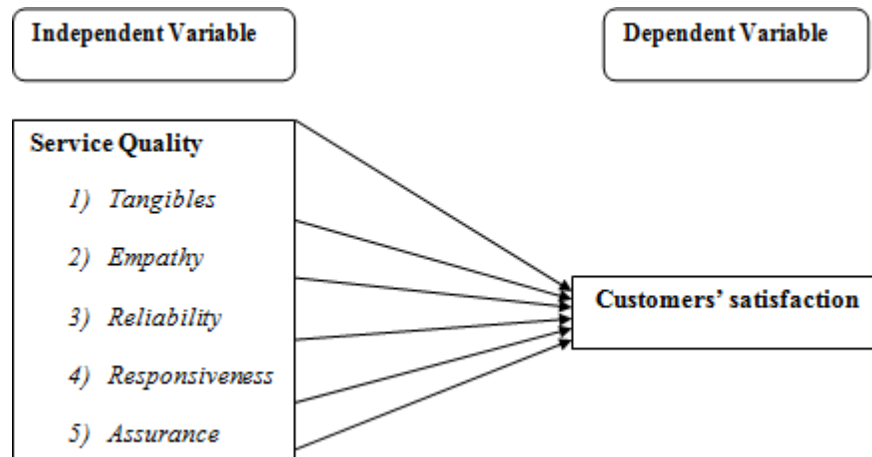 Independent Variable
Dependent Variable
Service Quality
1) Tangibles
2) Empathy
3) Reliability
4) Responsiveness
5) Assurance
Customers’ satisfaction